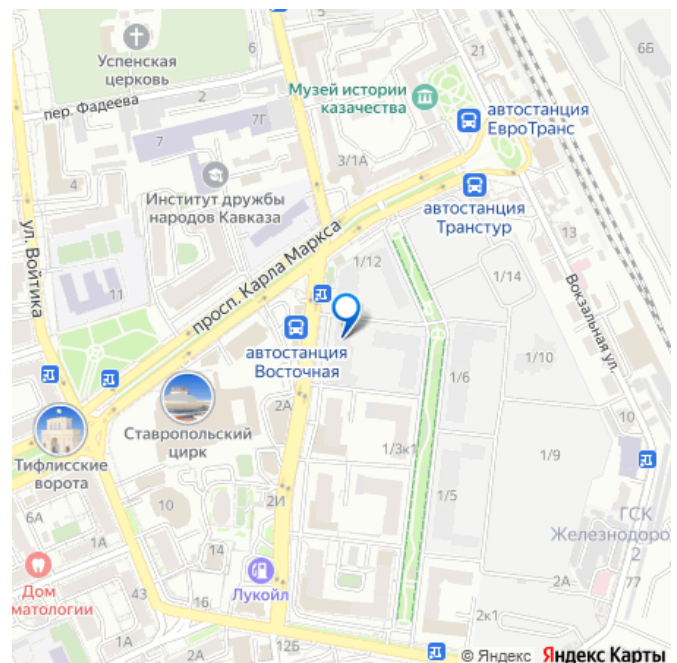 Успенская
церковь
6
21
6Б
пер. Фадеева
2
Музей истории
казачества
автостанция
ЕвроТранс
7Г
7
3/1А
4
Институт дружбы
народов Кавказа
автостанция
Транстур
ул. Войтика
просп. Карла Маркса
13
1/12
1/14
Вокзальная ул.
11
автостанция
Восточная
1/10
1/6
2А
Ставропольский
цирк
10
Тифлисские
ворота
1/3к1
1/9
2И
1/5
6А
10
ГСК
Железнодоро
2
1А
14
Дом
матологии
Лукойл
2А
77
43
16
2к1
1А
2А
12Б
© Яндекс Яндекс Карты